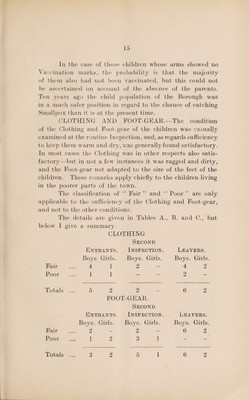 15
In the case of those children whose arms showed no
Vaccination marks, the probability is that the majority
of them also had not been vaccinated, but this could not
be ascertained on account of the absence of the parents.
Ten years ago the child population of the Borough was
in a much safer position in regard to the chance of catching
Smallpox than it is at the present time.
CLOTHING AND FOOT-GEAR.—The condition
of the Clothing and Foot-gear of the children was casually
examined at the routine Inspection, and, as regards sufficiency
to keep them warm and dry, was generally found satisfactory.
In most cases the Clothing was in other respects also satis-
factory—but in not a few instances it was ragged and dirty,
and the Foot-gear not adapted to the size of the feet of the
children. These remarks apply chiefly to the children living
in the poorer parts of the town.
The classification of “ Fair ” and “ Poor ” are only
applicable to the sufficiency of the Clothing and Foot-gear,
and not to the other conditions.
The details are given in Tables A., B. and C., but
below I give a summary.
CLOTHING
Second
Entrants. Inspection. Leavers.
Boys. Girls. Boys. Girls. Boys. Girls.
Fair ... 4 1 2 – 4 2
Poor ... 1 1 – – 2 –
Totals ... 5 2 2 – 6 2
FOOT-GEAR.
Second
Entrants. Inspection. Leavers.
Boys. Girls. Boys. Girls. Boys. Girls.
Fair ... 2 – 2 – 6 2
Poor ... 1 2 3 1 – –
Totals ... 3 2 5 1 6 2